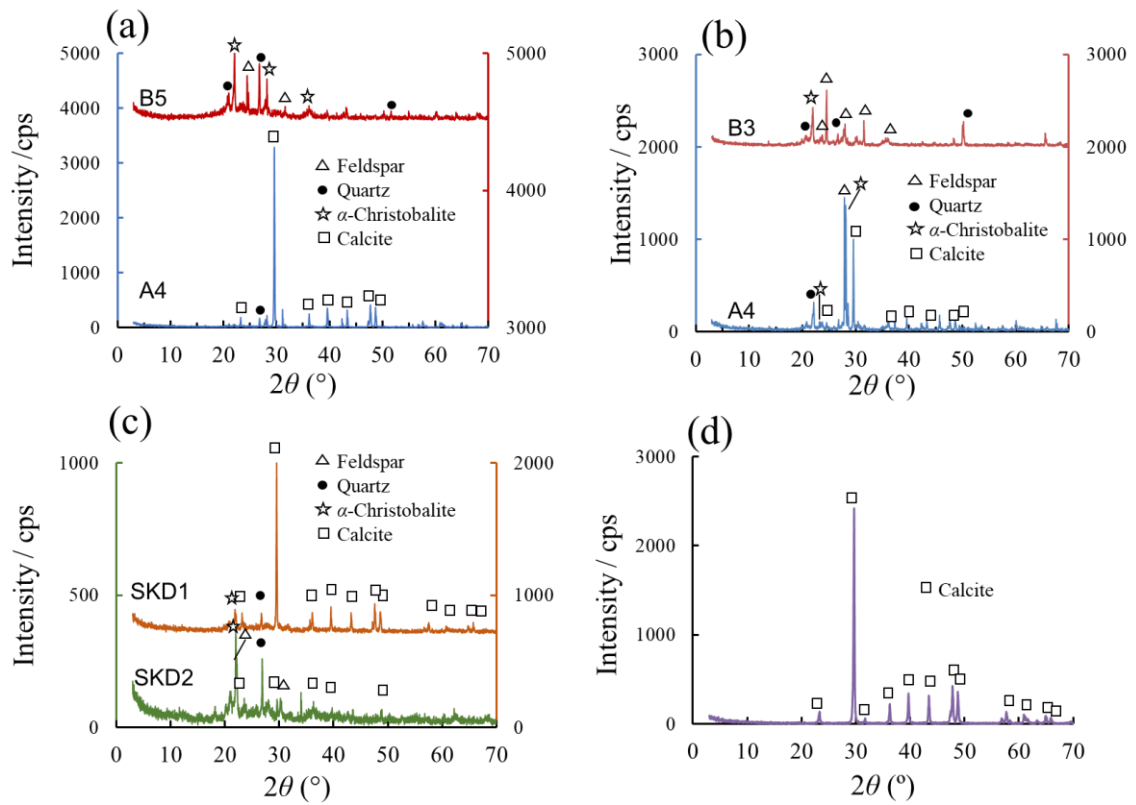 (a)
5000
4000
3000
2000
1000
0
5000
4000
3000
B5
A4
Feldspar
Quartz
α-Christobalite
Calcite
Intensity /cps
0 10 20 30 40 50 60 70
2θ (°)
(b)
3000
2000
1000
0
3000
2000
1000
0
B3
A4
Feldspar
Quartz
α-Christobalite
Calcite
Intensity / cps
0 10 20 30 40 50 60 70
2θ (°)
(c)
1000
500
0
2000
1000
0
SKD1
SKD2
Feldspar
Quartz
α-Christobalite
Calcite
Intensity / cps
0 10 20 30 40 50 60 70
2θ (°)
(d)
3000
2000
1000
0
Calcite
Intensity / cps
0 10 20 30 40 50 60 70
2θ (º)